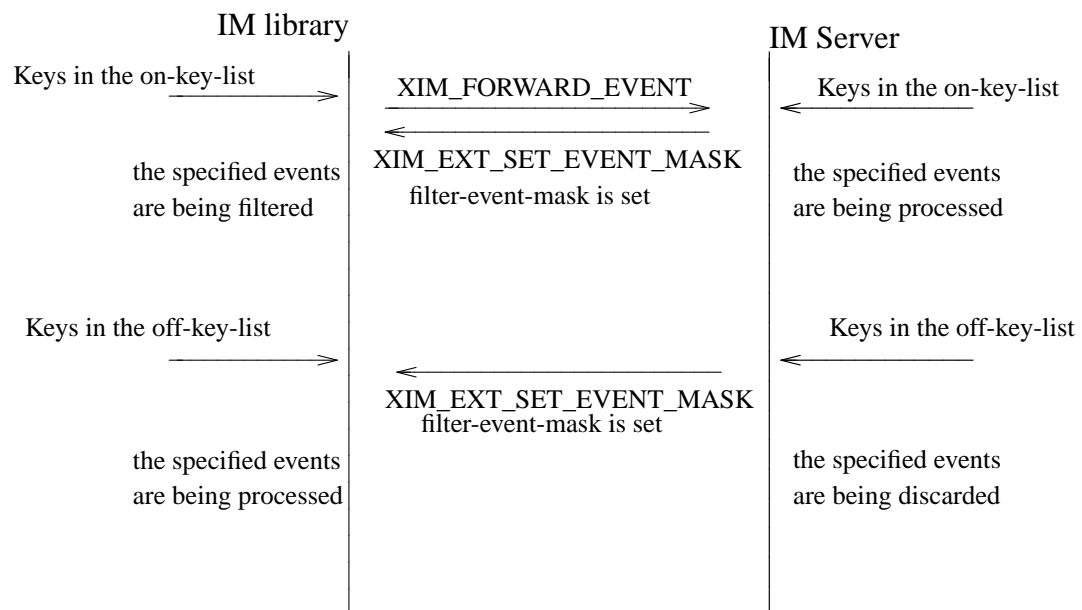 IM library
IM Server
Keys in the on-key-list
XIM_FORWARD_EVENT
Keys in the on-key-list
XIM_EXT_SET_EVENT_MASK
filter-event-mask is set
the specified events
are being filtered
the specified events
are being processed
Keys in the off-key-list
Keys in the off-key-list
XIM_EXT_SET_EVENT_MASK
filter-event-mask is set
the specified events
are being processed
the specified events
are being discarded